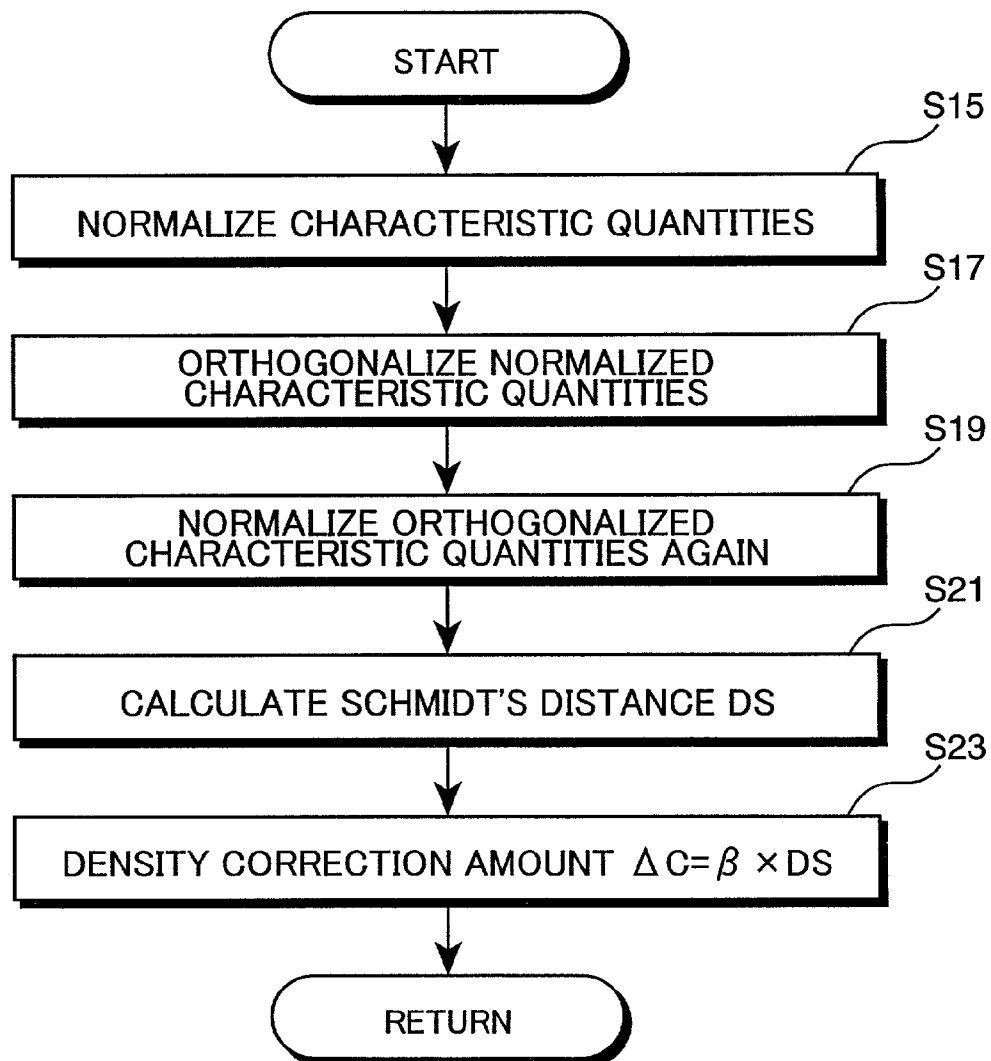 START
S15
NORMALIZE CHARACTERISTIC QUANTITIES
S17
ORTHOGONALIZE NORMALIZED
CHARACTERISTIC QUANTITIES
S19
NORMALIZE ORTHOGONALIZED
CHARACTERISTIC QUANTITIES AGAIN
S21
CALCULATE SCHMIDT'S DISTANCE DS
S23
DENSITY CORRECTION AMOUNT ΔC=β×DS
RETURN